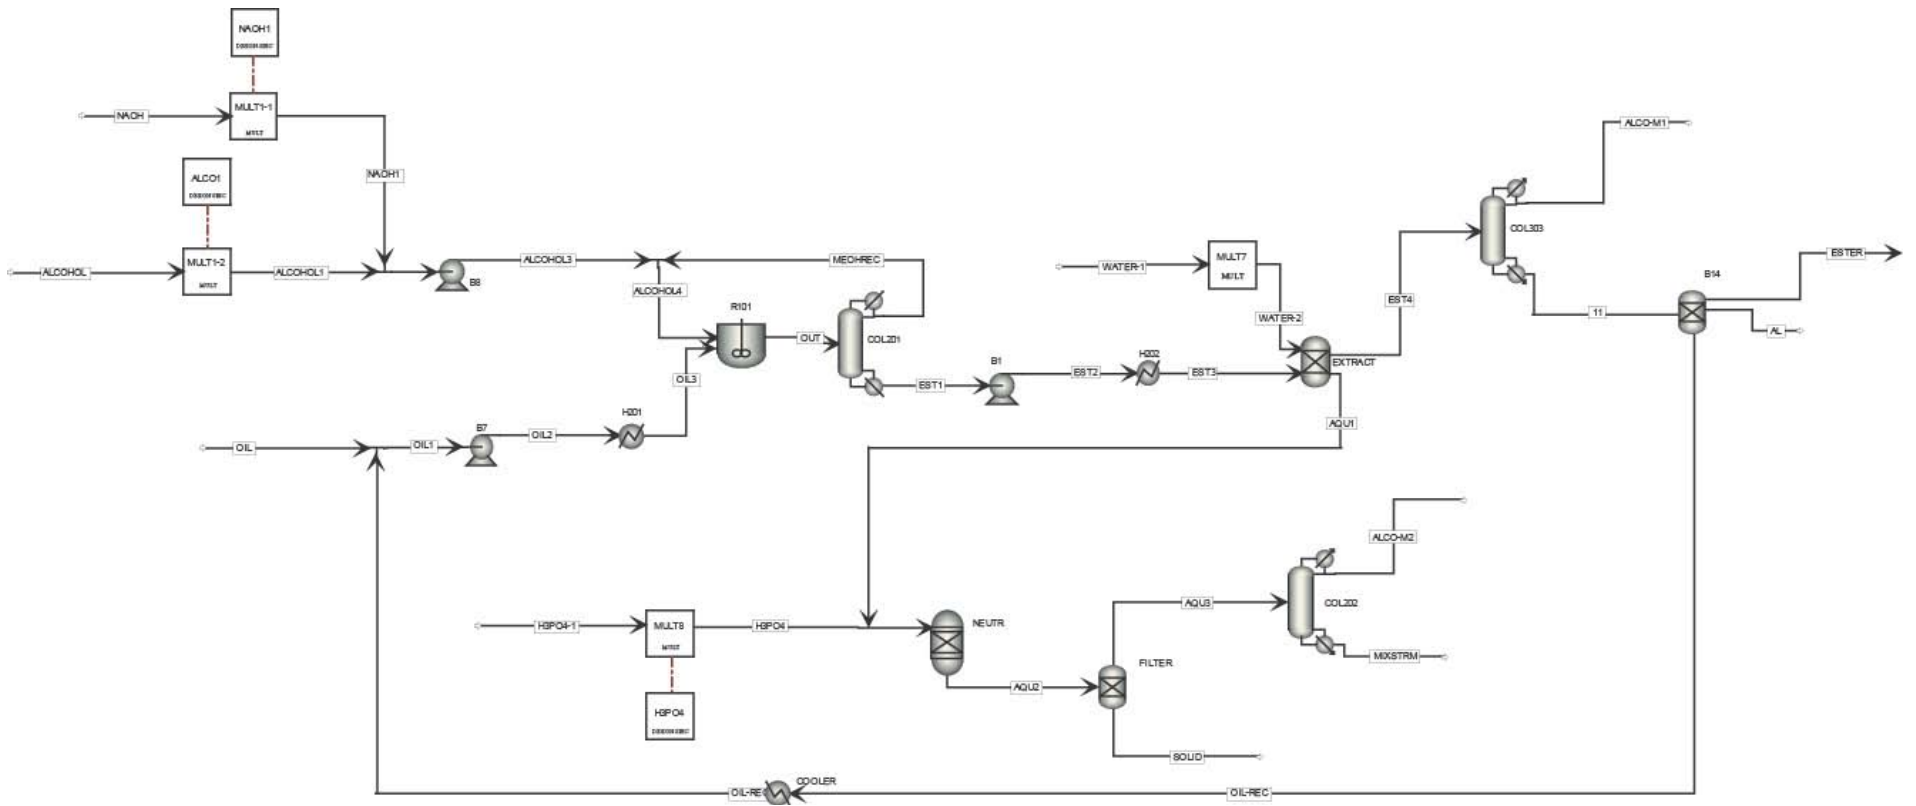 NAOH1
NAOH
MULT1-1
MULT
ALCO1
NAOH1
ALCOHOL
MULT1-2
MULT
ALCOHOL1
B8
ALCOHOL3
MEOHREC
ALCOHOL4
R101
OUT
COL201
OIL3
OIL
OIL1
B7
OIL2
H201
EST1
B1
EST2
H202
EST3
WATER-1
MULT7
MULT
WATER-2
EXTRACT
AQU1
EST4
COL303
ALCO-M1
11
B14
ESTER
AL
H3PO4-1
MULT8
MULT
H3PO4
H3PO4
NEUTR
AQU2
FILTER
AQU3
SOLID
COL202
ALCO-M2
MIXSTRM
COOLER
OIL-REC